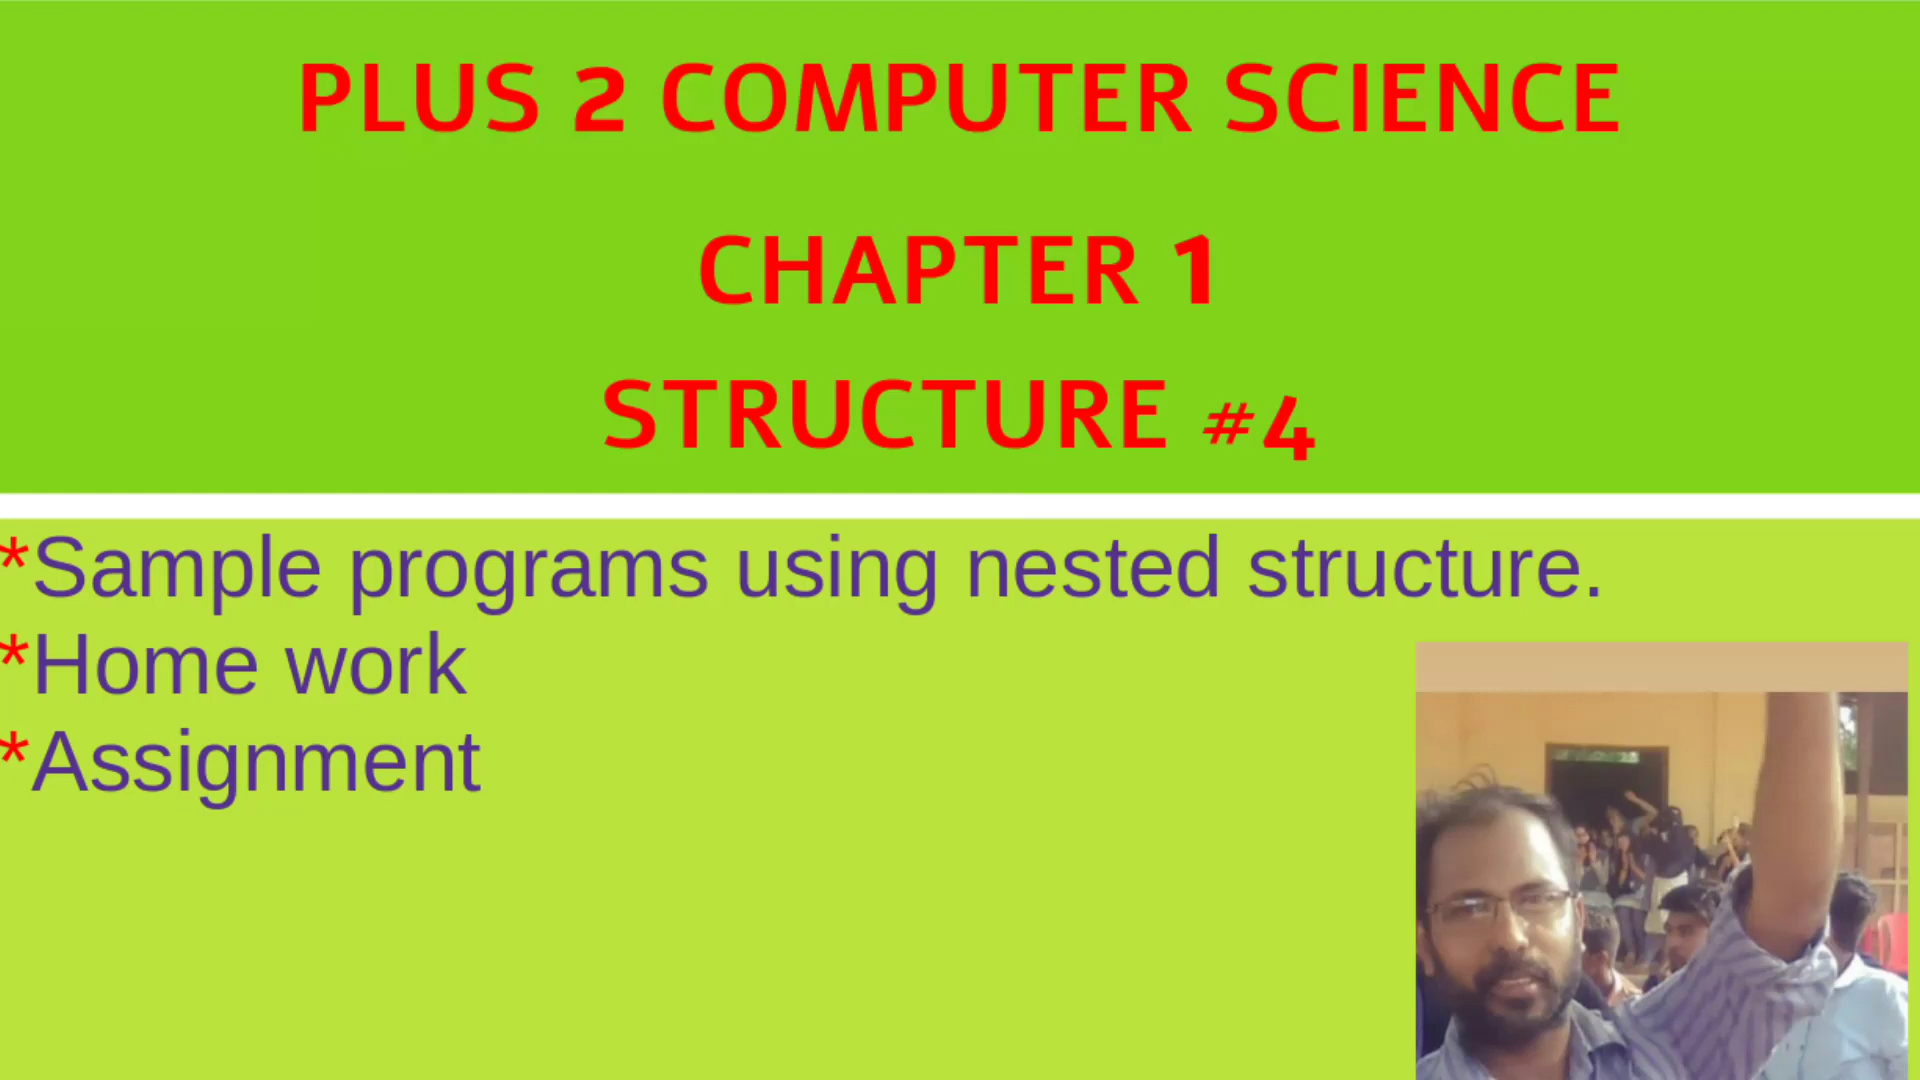 PLUS 2 COMPUTER SCIENCE
CHAPTER 1
STRUCTURE #4
*Sample programs using nested structure.
*Home work
*Assignment